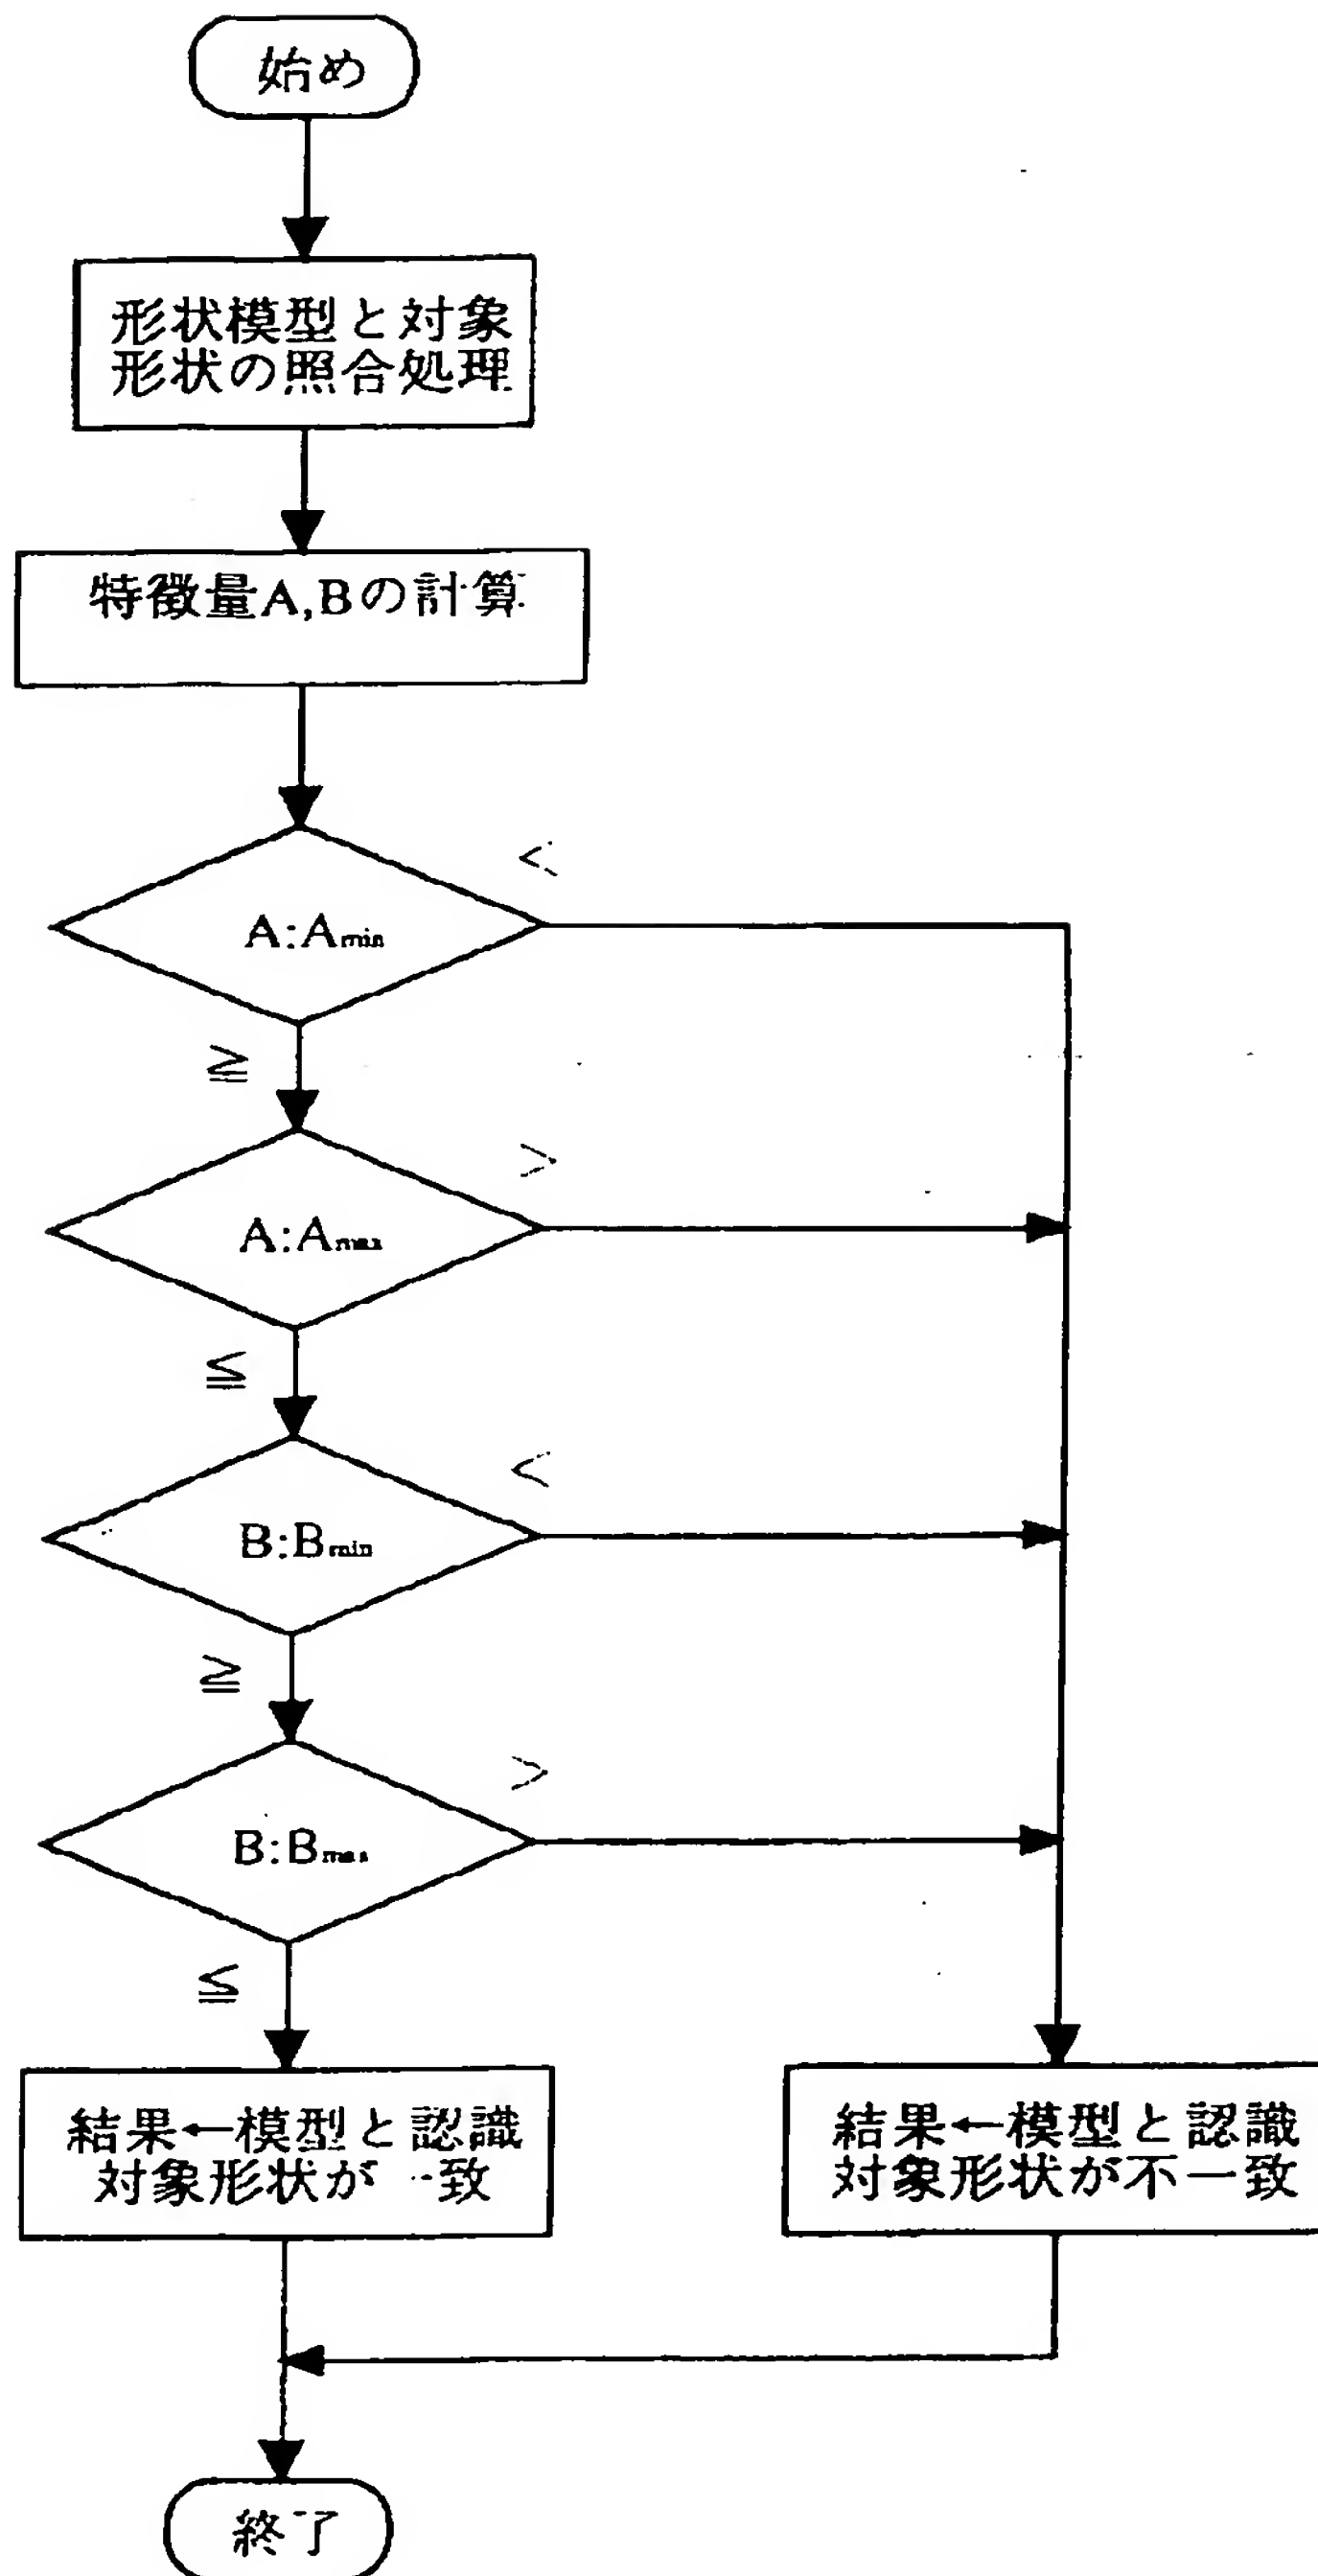 始め
形状模型と対象
形状の照合処理
特徴量A,Bの計算
<
A:Amin
≧
>
A:Amax
≦
<
B:Bmin
≧
>
B:Bmax
≦
結果←模型と認識
対象形状が一致
結果←模型と認識
対象形状が不一致
終了